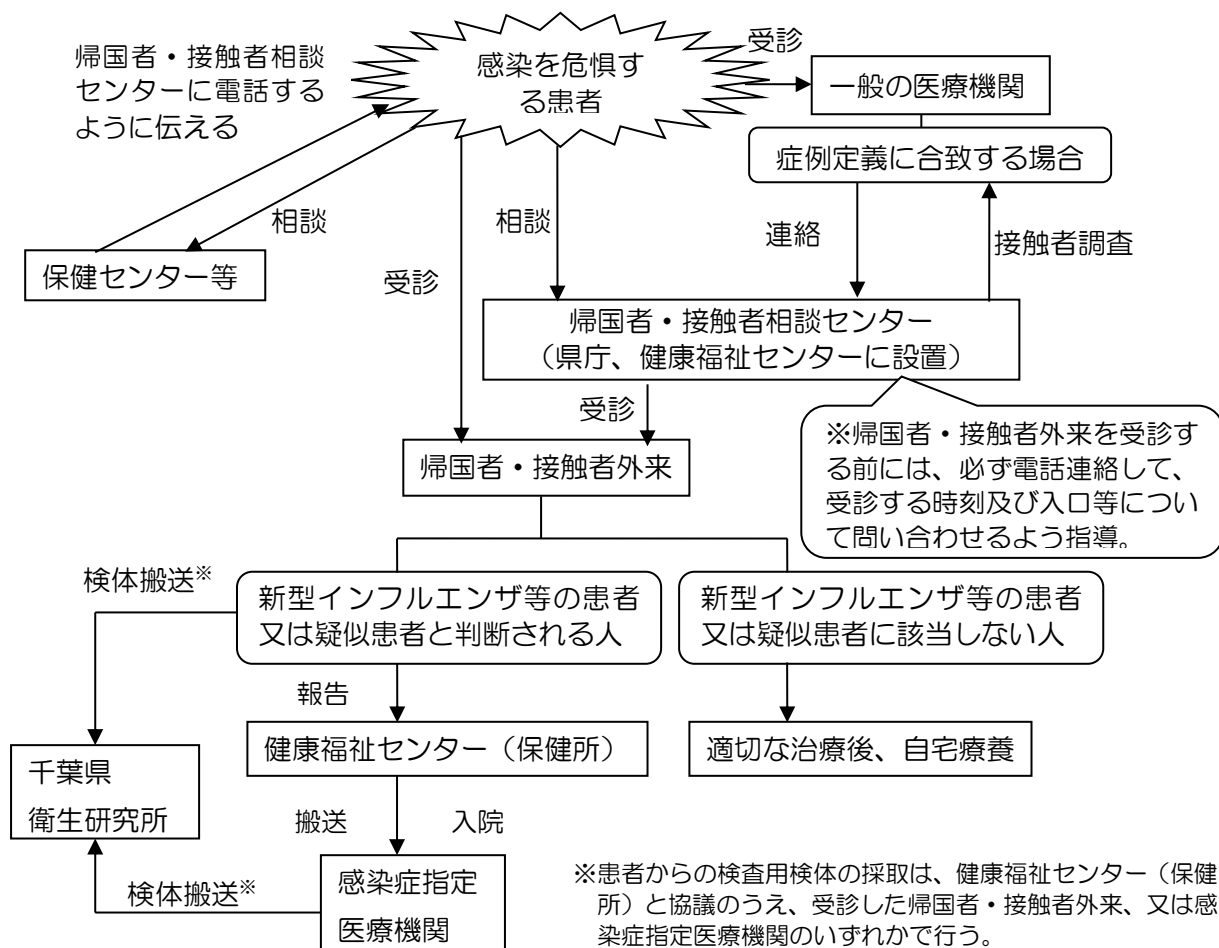 感染を危惧す
る患者
受診
一般の医療機関
症例定義に合致する場合
帰国者・接触者相談
センターに電話する
ように伝える
相談
保健センター等
受診
相談
連絡
接触者調査
帰国者・接触者相談センター
（県庁、健康福祉センターに設置）
受診
※帰国者・接触者外来を受診す
る前には、必ず電話連絡して、
受診する時刻及び入口等につい
て問い合わせるよう指導。
帰国者・接触者外来
検体搬送※
新型インフルエンザ等の患者
又は疑似患者と判断される人
新型インフルエンザ等の患者
又は疑似患者に該当しない人
報告
健康福祉センター（保健所）
適切な治療後、自宅療養
千葉県
衛生研究所
搬送
入院
検体搬送※
感染症指定
医療機関
※患者からの検査用検体の採取は、健康福祉センター（保健
所）と協議のうえ、受診した帰国者・接触者外来、又は感
染症指定医療機関のいずれかで行う。